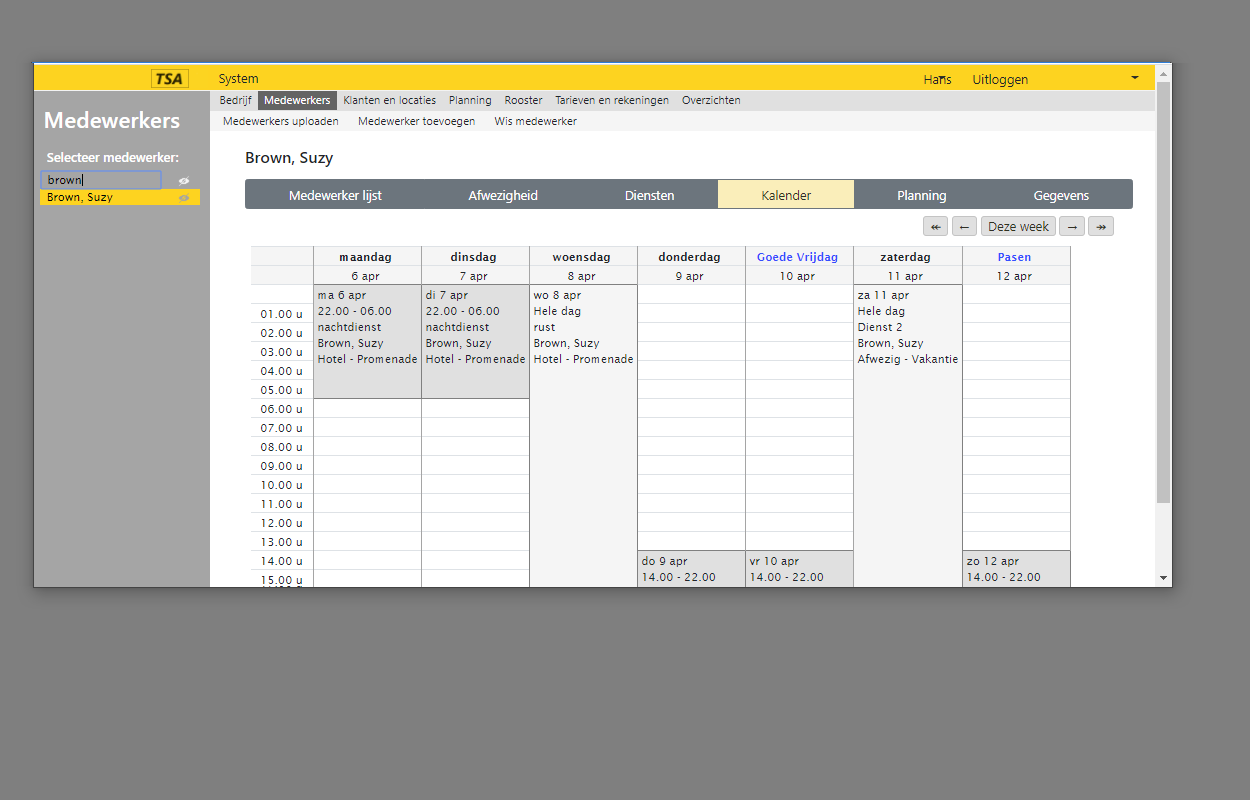 TSA System Hans Uitloggen
Bedrijf Medewerkers Klanten en locaties Planning Rooster Tarieven en rekeningen Overzichten
Medewerkers uploaden Medewerker toevoegen Wis medewerker
Medewerkers
Selecteer medewerker:
brown
Brown, Suzy
Brown, Suzy
Medewerker lijst Afwezigheid Diensten Kalender Planning Gegevens
Deze week
maandag dinsdag woensdag donderdag Goede Vrijdag zaterdag Pasen
6 apr 7 apr 8 apr 9 apr 10 apr 11 apr 12 apr
01.00 u
02.00 u
03.00 u
04.00 u
05.00 u
06.00 u
07.00 u
08.00 u
09.00 u
10.00 u
11.00 u
12.00 u
13.00 u
14.00 u
15.00 u
ma 6 apr
22.00 - 06.00
nachtdienst
Brown, Suzy
Hotel - Promenade
di 7 apr
22.00 - 06.00
nachtdienst
Brown, Suzy
Hotel - Promenade
wo 8 apr
Hele dag
rust
Brown, Suzy
Hotel - Promenade
do 9 apr
14.00 - 22.00
vr 10 apr
14.00 - 22.00
za 11 apr
Hele dag
Dienst 2
Brown, Suzy
Afwezig - Vakantie
zo 12 apr
14.00 - 22.00